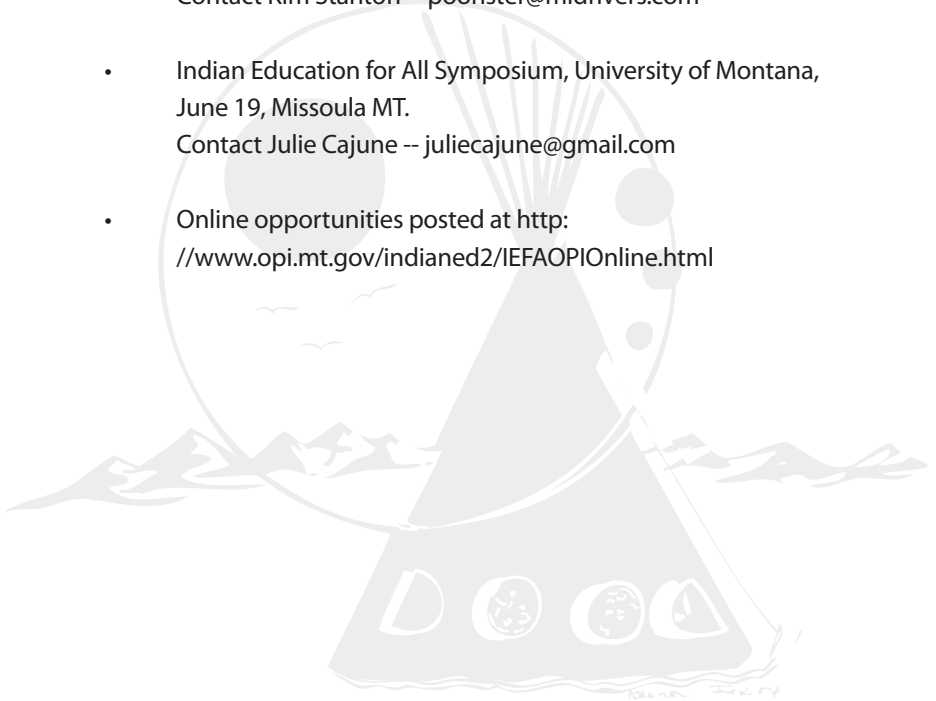 Contact Kim Stanton --
• Indian Education for All Symposium, University of Montana,
June 19, Missoula MT.
Contact Julie Cajune -- juliecajune@gmail.com
• Online opportunities posted at http:
//www.opi.mt.gov/indianed2/IEFAOPIOnline.html